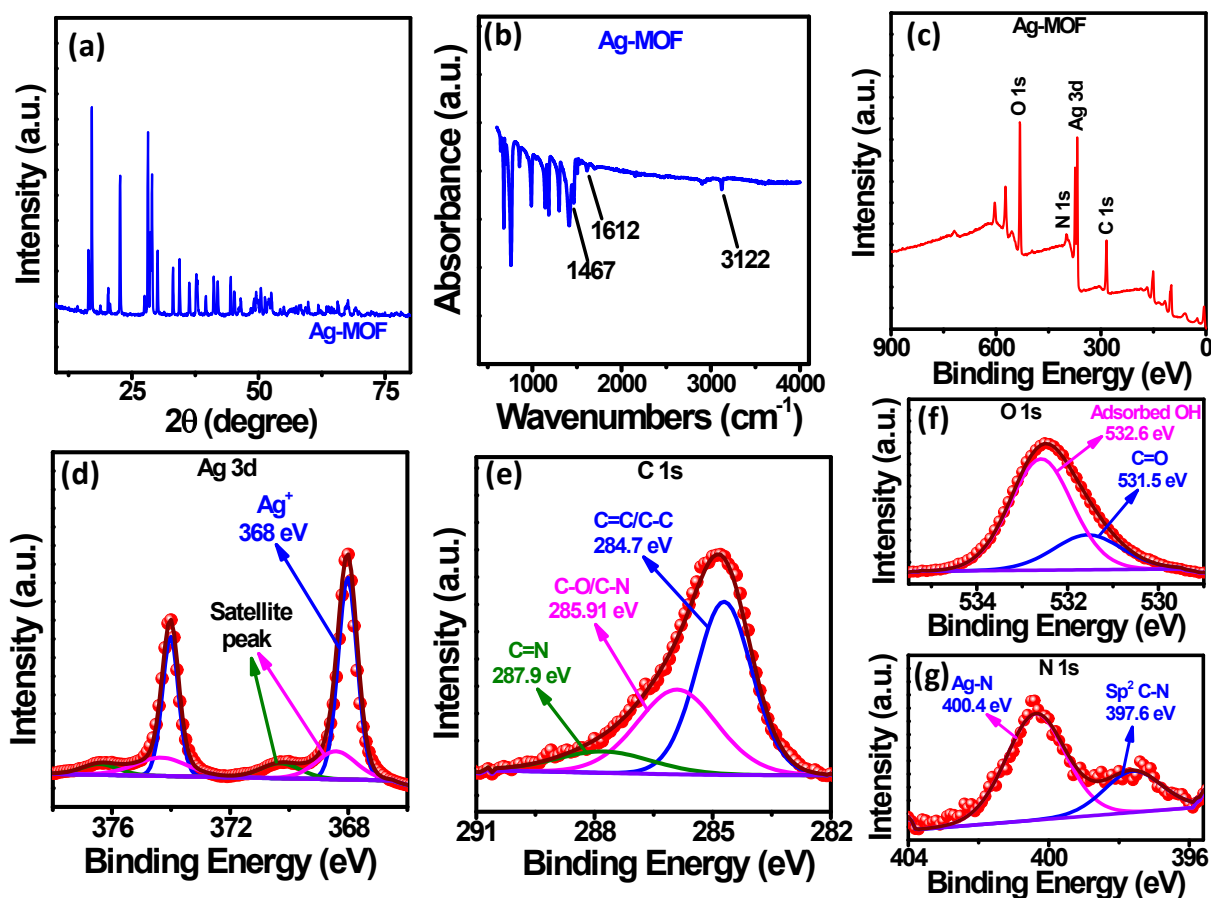 (a)
Intensity (a.u.)
Ag-MOF
25
50
75
2θ (degree)
(b)
Ag-MOF
Absorbance (a.u.)
1612
1467
3122
1000
2000
3000
4000
Wavenumbers (cm⁻¹)
(c)
Ag-MOF
Intensity (a.u.)
O 1s
N 1s
Ag 3d
C 1s
900
600
300
0
Binding Energy (eV)
(d)
Ag 3d
Intensity (a.u.)
Ag⁺
368 eV
Satellite
peak
376
372
368
Binding Energy (eV)
(e)
C 1s
Intensity (a.u.)
C=C/C-C
284.7 eV
C-O/C-N
285.91 eV
C=N
287.9 eV
291
288
285
282
Binding Energy (eV)
(f)
O 1s
Intensity (a.u.)
Adsorbed OH
532.6 eV
C=O
531.5 eV
534
532
530
Binding Energy (eV)
(g)
N 1s
Intensity (a.u.)
Ag-N
400.4 eV
Sp² C-N
397.6 eV
404
400
396
Binding Energy (eV)